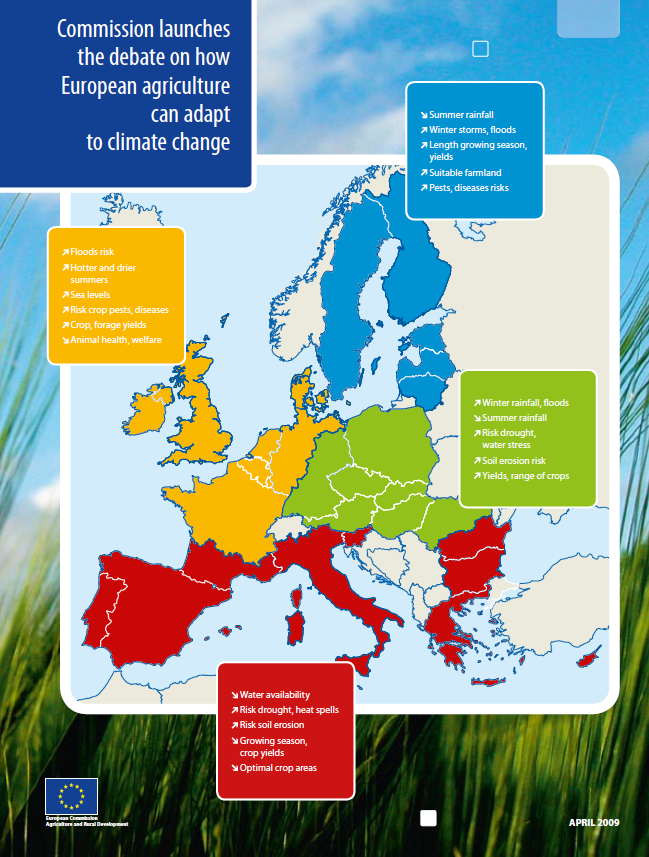 Commission launches
the debate on how
European agriculture
can adapt
to climate change
↘ Summer rainfall
↗ Winter storms, floods
↗ Length growing season,
yields
↗ Suitable farmland
↗ Pests, diseases risks
↗ Floods risk
↗ Hotter and drier
summers
↗ Sea levels
↗ Risk crop pests, diseases
↗ Crop, forage yields
↘ Animal health, welfare
↗ Winter rainfall, floods
↘ Summer rainfall
↗ Risk drought,
water stress
↗ Soil erosion risk
↗ Yields, range of crops
↘ Water availability
↗ Risk drought, heat spells
↗ Risk soil erosion
↘ Growing season,
crop yields
↘ Optimal crop areas
European Commission
Agriculture and Rural Development
APRIL 2009